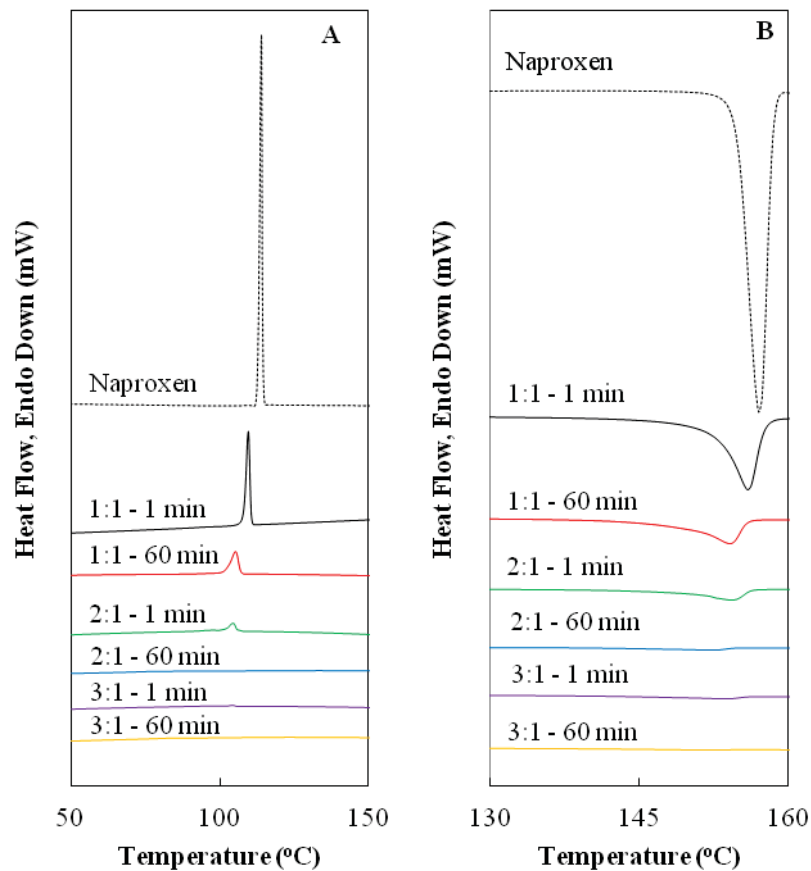 A
Heat Flow, Endo Down (mW)
Naproxen
1:1 - 1 min
1:1 - 60 min
2:1 - 1 min
2:1 - 60 min
3:1 - 1 min
3:1 - 60 min
50
100
150
Temperature (ᵒC)
B
Heat Flow, Endo Down (mW)
Naproxen
1:1 - 1 min
1:1 - 60 min
2:1 - 1 min
2:1 - 60 min
3:1 - 1 min
3:1 - 60 min
130
145
160
Temperature (ᵒC)